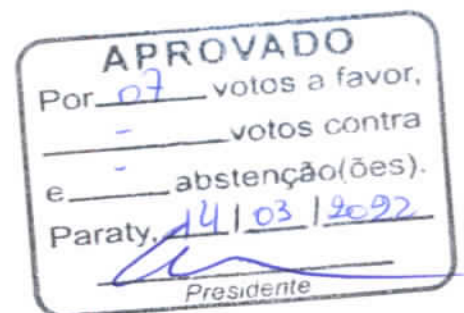 APROVADO
Por 07 votos a favor,
- votos contra
e - abstenção(ões).
Paraty, 14 | 03 | 2022
Presidente